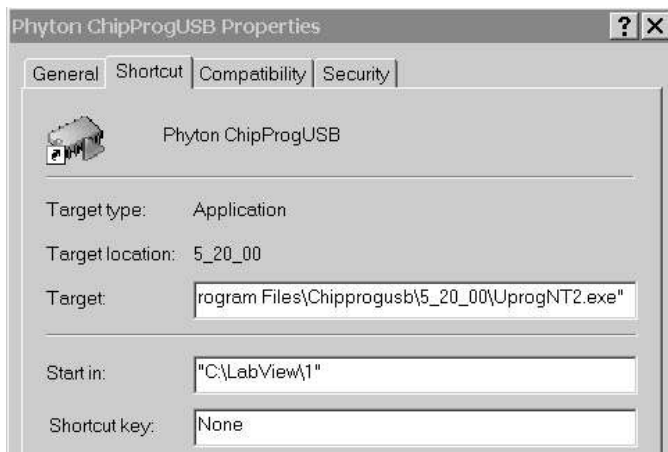 Phyton ChipProgUSB Properties ? X
General Shortcut Compatibility Security
Phyton ChipProgUSB
Target type: Application
Target location: 5_20_00
Target: rogram Files\Chipprogusb\5_20_00\UprogNT2.exe"
Start in: "C:\LabView\1"
Shortcut key: None